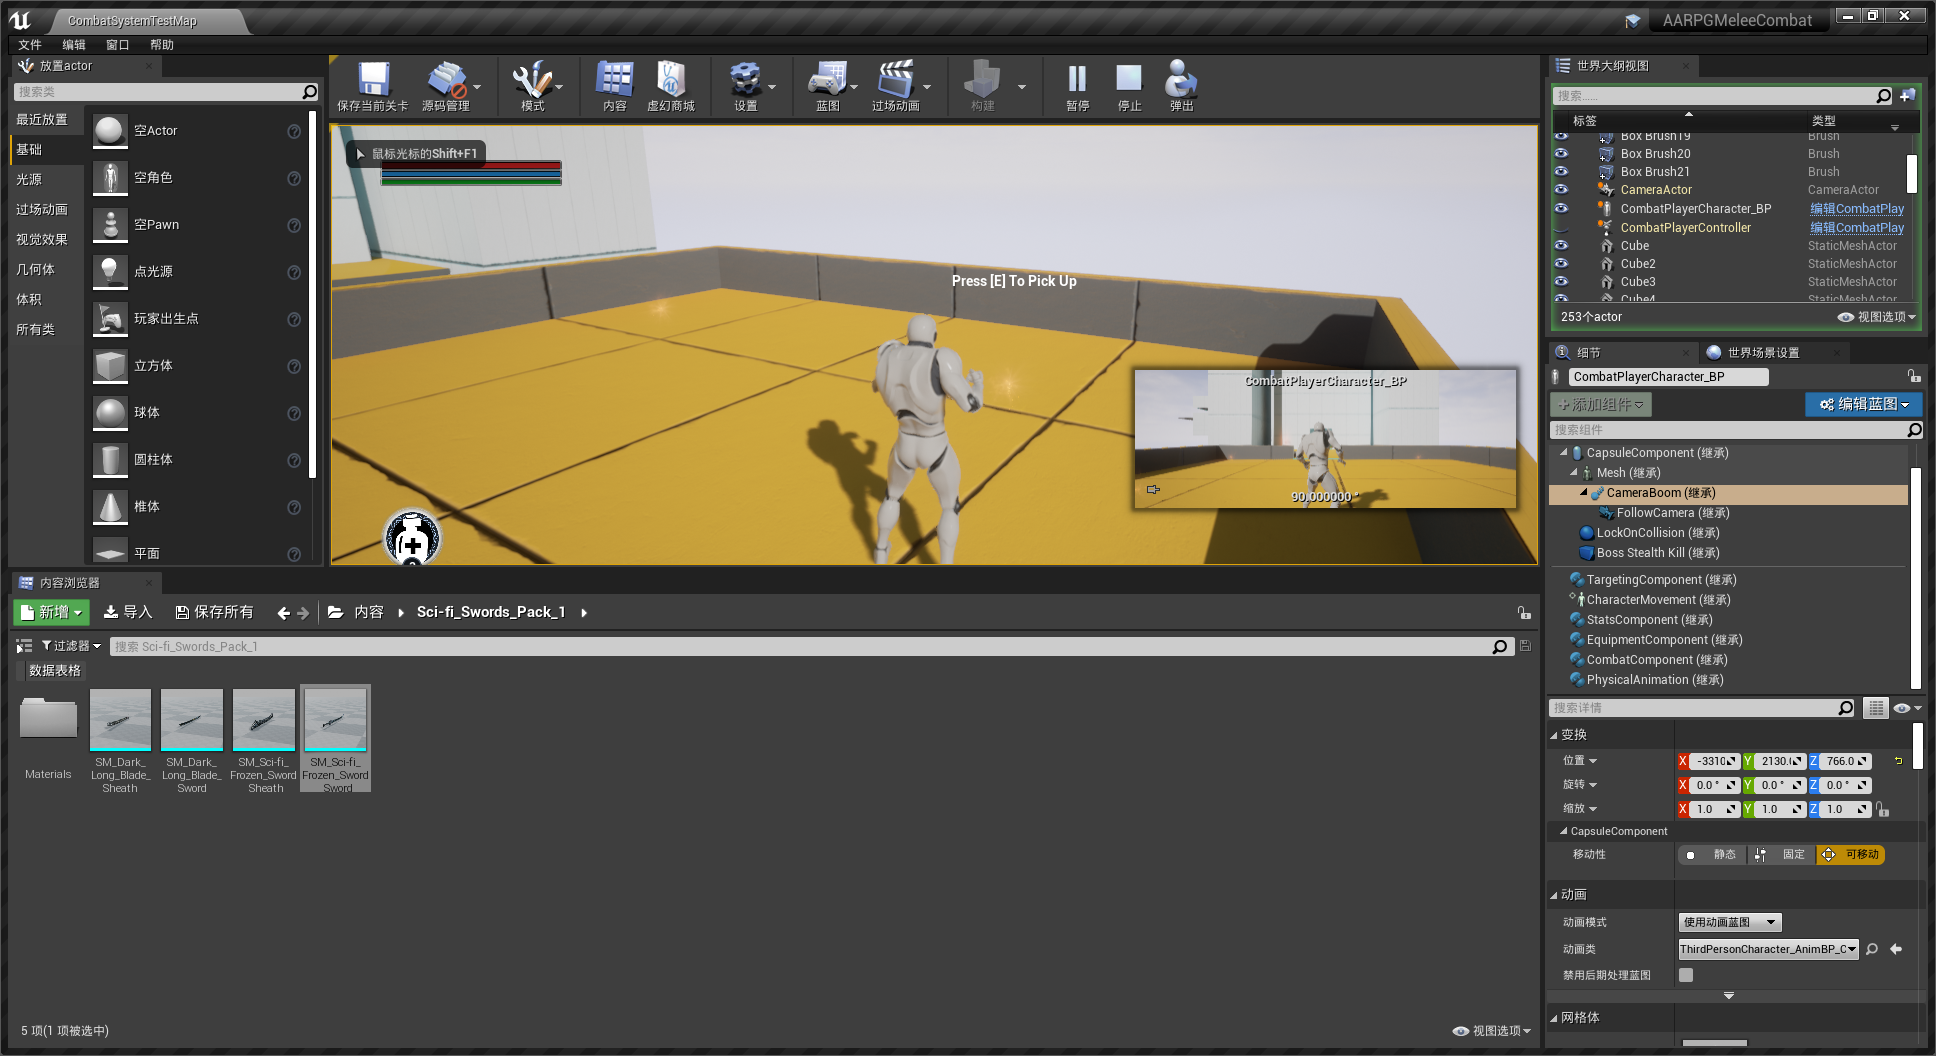 CombatSystemTestMap
AARPGMeleeCombat
文件 编辑 窗口 帮助
放置actor
搜索类
最近放置
基础
光源
过场动画
视觉效果
几何体
体积
所有类
空Actor
空角色
空Pawn
点光源
玩家出生点
立方体
球体
圆柱体
椎体
平面
保存当前关卡 源码管理 模式 内容 虚幻商城 设置 蓝图 过场动画 构建 暂停 停止 弹出
鼠标光标的Shift+F1
Press [E] To Pick Up
CombatPlayerCharacter_BP
90.000000 °
世界大纲视图
搜索......
标签 类型
Box Brush19 Brush
Box Brush20 Brush
Box Brush21 Brush
CameraActor CameraActor
CombatPlayerCharacter_BP 编辑CombatPlay
CombatPlayerController 编辑CombatPlay
Cube StaticMeshActor
Cube2 StaticMeshActor
Cube3 StaticMeshActor
Cube4 StaticMeshActor
253个actor 视图选项
细节 世界场景设置
CombatPlayerCharacter_BP
+添加组件 编辑蓝图
搜索组件
CapsuleComponent (继承)
Mesh (继承)
CameraBoom (继承)
FollowCamera (继承)
LockOnCollision (继承)
Boss Stealth Kill (继承)
TargetingComponent (继承)
CharacterMovement (继承)
StatsComponent (继承)
EquipmentComponent (继承)
CombatComponent (继承)
PhysicalAnimation (继承)
搜索详情
变换
位置 X -3310 Y 2130. Z 766.0
旋转 X 0.0 ° Y 0.0 ° Z 0.0 °
缩放 X 1.0 Y 1.0 Z 1.0
CapsuleComponent
移动性 静态 固定 可移动
动画
动画模式 使用动画蓝图
动画类 ThirdPersonCharacter_AnimBP_C
禁用后期处理蓝图
网格体
内容浏览器
新增 导入 保存所有 内容 Sci-fi_Swords_Pack_1
过滤器 搜索 Sci-fi_Swords_Pack_1
数据表格
Materials
SM_Dark_
Long_Blade_
Sheath
SM_Dark_
Long_Blade_
Sword
SM_Sci-fi_
Frozen_Sword
Sheath
SM_Sci-fi_
Frozen_Sword
Sword
5 项(1 项被选中) 视图选项